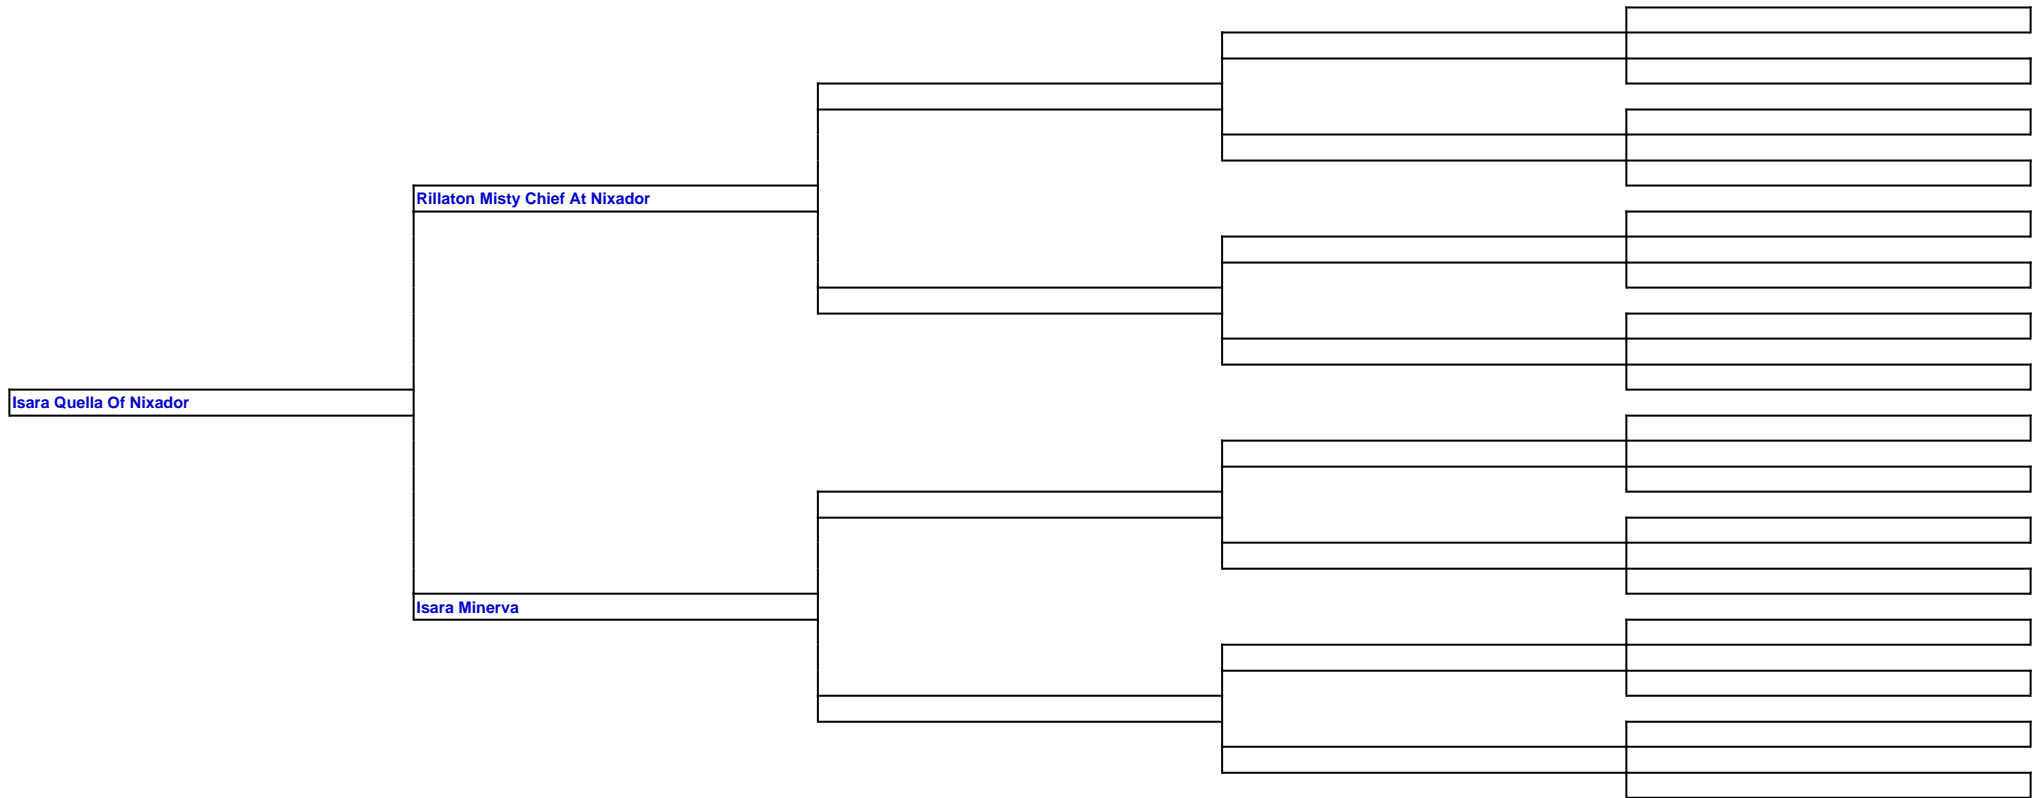 Rillaton Misty Chief At Nixador
Isara Quella Of Nixador
Isara Minerva